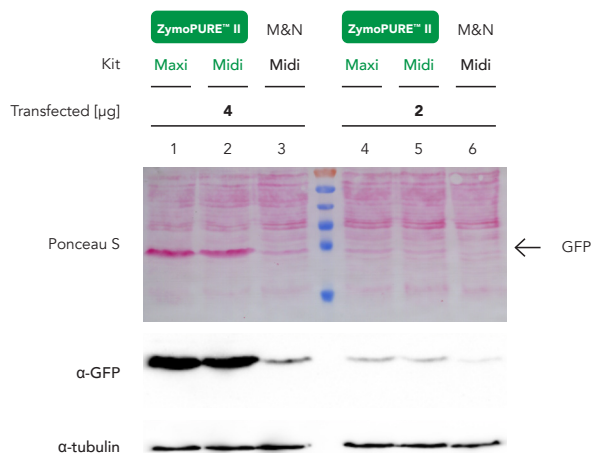 ZymoPURE™ II M&N ZymoPURE™ II M&N
Kit Maxi Midi Midi Maxi Midi Midi
Transfected [µg] 4 2
1 2 3 4 5 6
Ponceau S GFP
α-GFP
α-tubulin